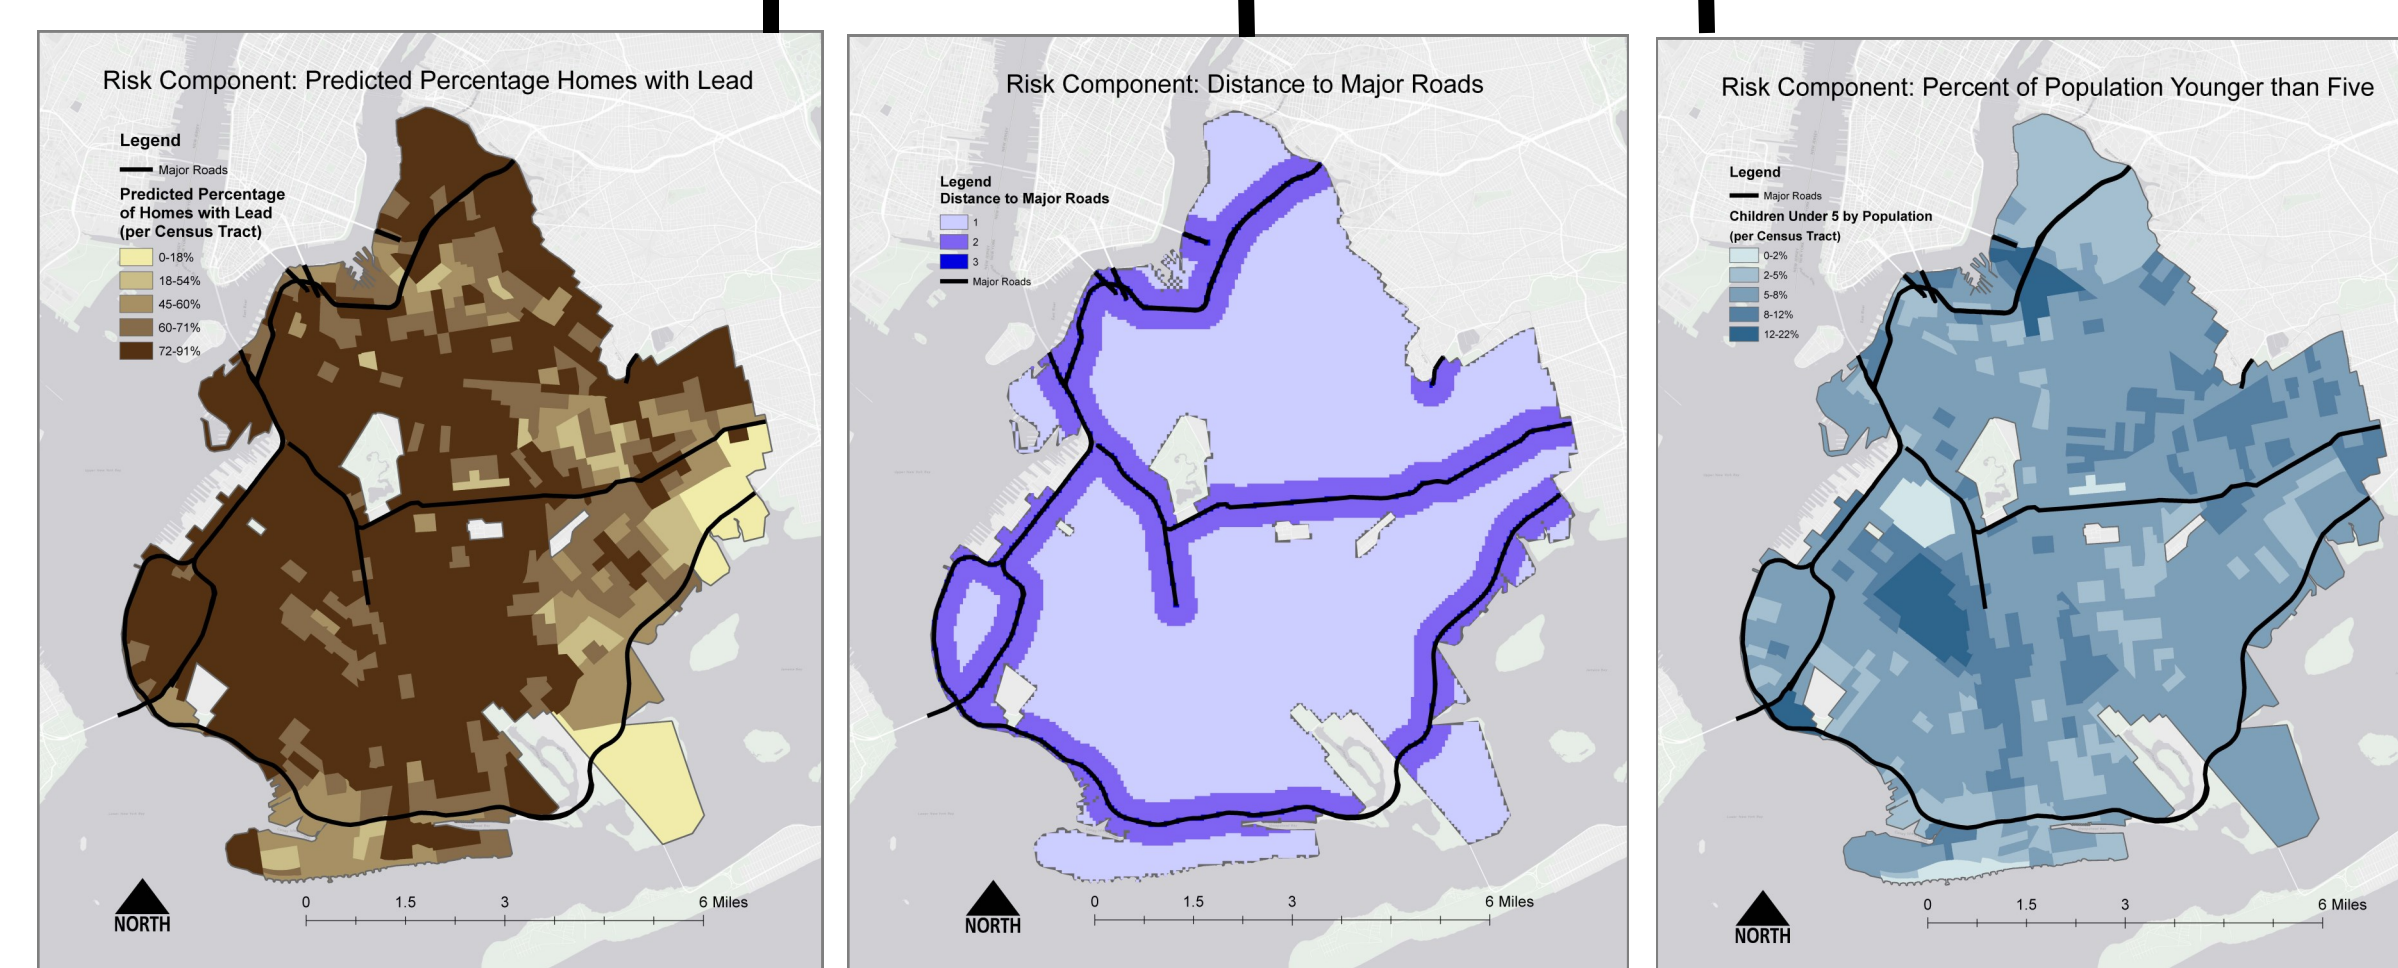 Risk Component: Predicted Percentage Homes with Lead
Legend
Major Roads
Predicted Percentage
of Homes with Lead
(per Census Tract)
0-18%
18-54%
45-60%
60-71%
72-91%
NORTH
0 1.5 3 6 Miles
Risk Component: Distance to Major Roads
Legend
Distance to Major Roads
1
2
3
Major Roads
NORTH
0 1.5 3 6 Miles
Risk Component: Percent of Population Younger than Five
Legend
Major Roads
Children Under 5 by Population
(per Census Tract)
0-2%
2-5%
5-8%
8-12%
12-22%
NORTH
0 1.5 3 6 Miles